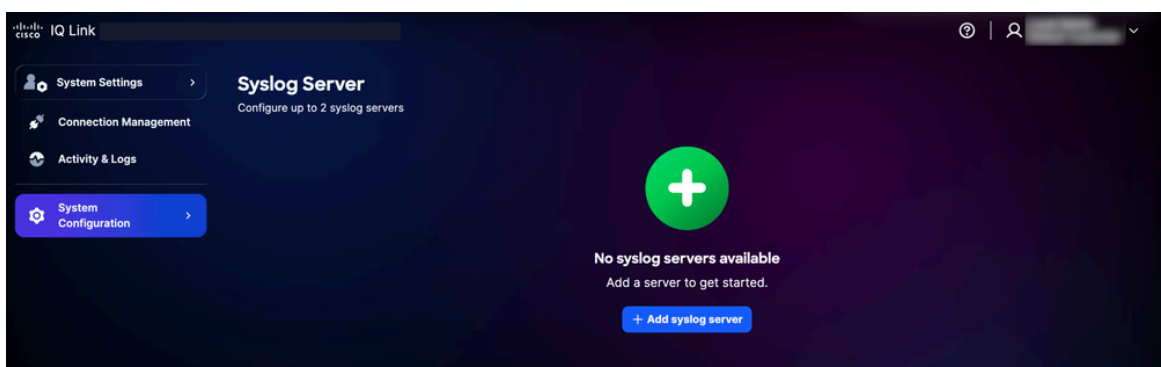 cisco IQ Link
System Settings
Syslog Server
Configure up to 2 syslog servers
Connection Management
Activity & Logs
System
Configuration
No syslog servers available
Add a server to get started.
+ Add syslog server